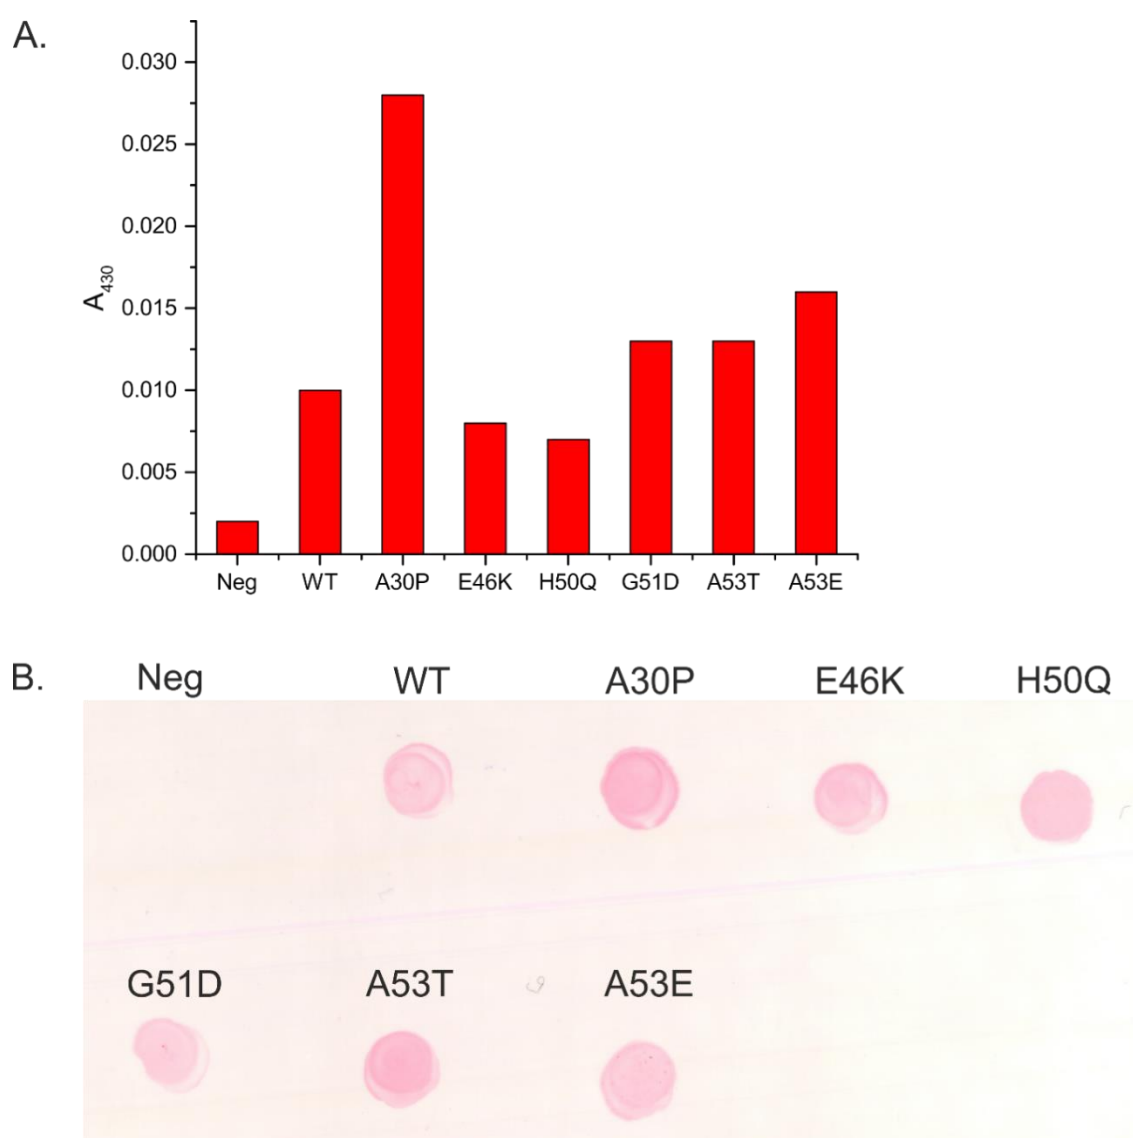 A.
0.030
0.025
0.020
0.015
0.010
0.005
0.000
A430
Neg WT A30P E46K H50Q G51D A53T A53E
B.
Neg WT A30P E46K H50Q
G51D A53T A53E